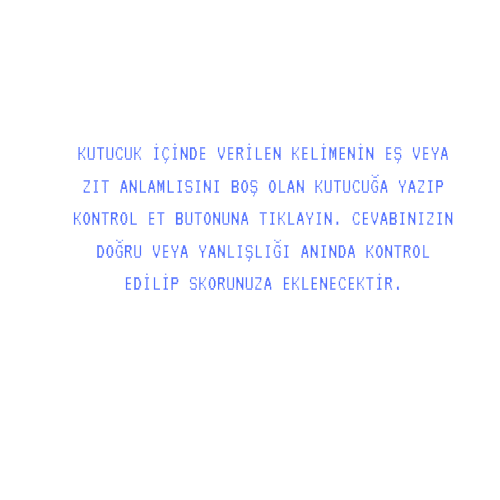 KUTUCUK İÇİNDE VERİLEN KELİMENİN EŞ VEYA
ZIT ANLAMLISINI BOŞ OLAN KUTUCUĞA YAZIP
KONTROL ET BUTONUNA TIKLAYIN. CEVABINIZIN
DOĞRU VEYA YANLIŞLIĞI ANINDA KONTROL
EDİLİP SKORUNUZA EKLENECEKTİR.